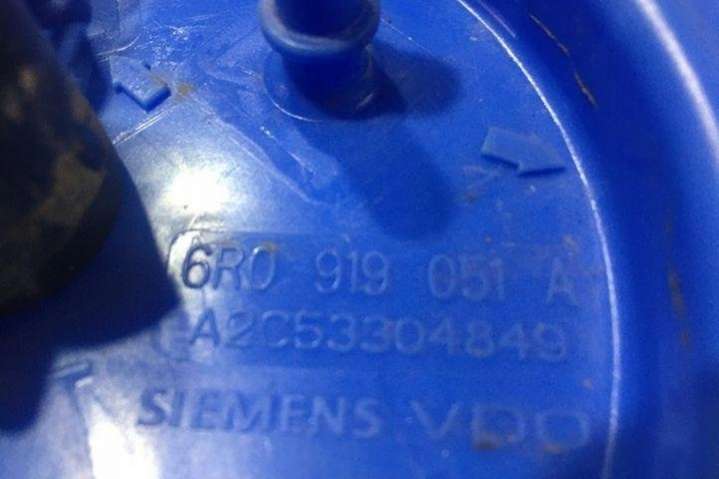 6R0 919 051 A
A2C53304849
SIEMENS VDO